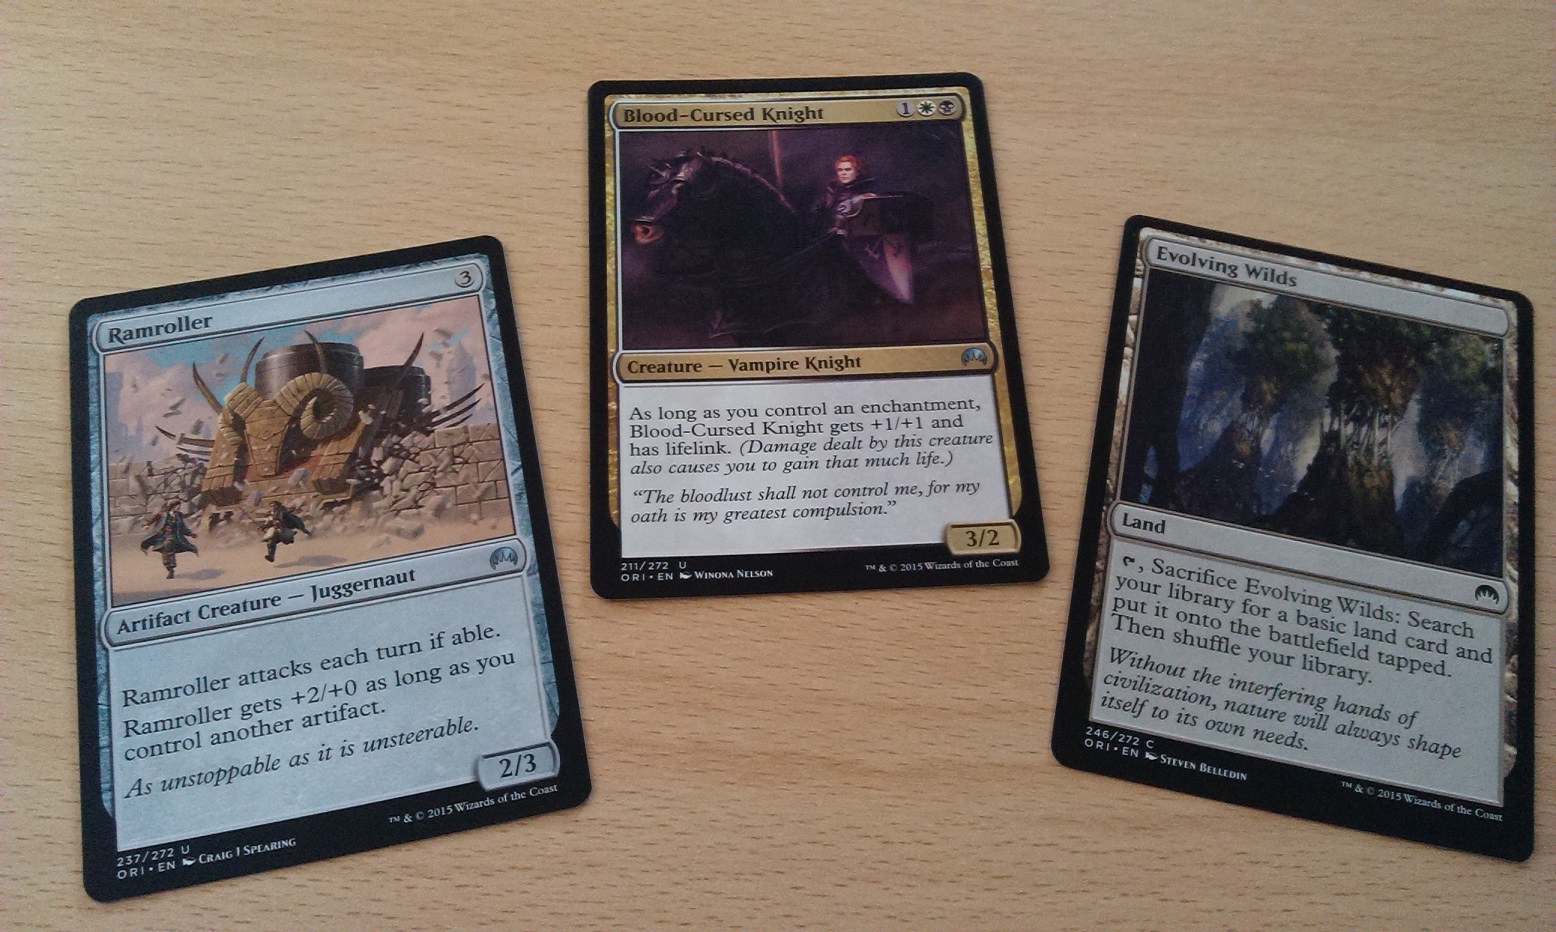 Ramroller
3
Artifact Creature — Juggernaut
Ramroller attacks each turn if able.
Ramroller gets +2/+0 as long as you
control another artifact.
As unstoppable as it is unsteerable.
2/3
237/272 U
ORI • EN CRAIG J SPEARING
™ & © 2015 Wizards of the Coast
Blood-Cursed Knight
1
Creature — Vampire Knight
As long as you control an enchantment,
Blood-Cursed Knight gets +1/+1 and
has lifelink. (Damage dealt by this creature
also causes you to gain that much life.)
“The bloodlust shall not control me, for my
oath is my greatest compulsion.”
3/2
211/272 U
ORI • EN WINONA NELSON
™ & © 2015 Wizards of the Coast
Evolving Wilds
Land
, Sacrifice Evolving Wilds: Search
your library for a basic land card and
put it onto the battlefield tapped.
Then shuffle your library.
Without the interfering hands of
civilization, nature will always shape
itself to its own needs.
246/272 C
ORI • EN STEVEN BELLEDIN
™ & © 2015 Wizards of the Coast